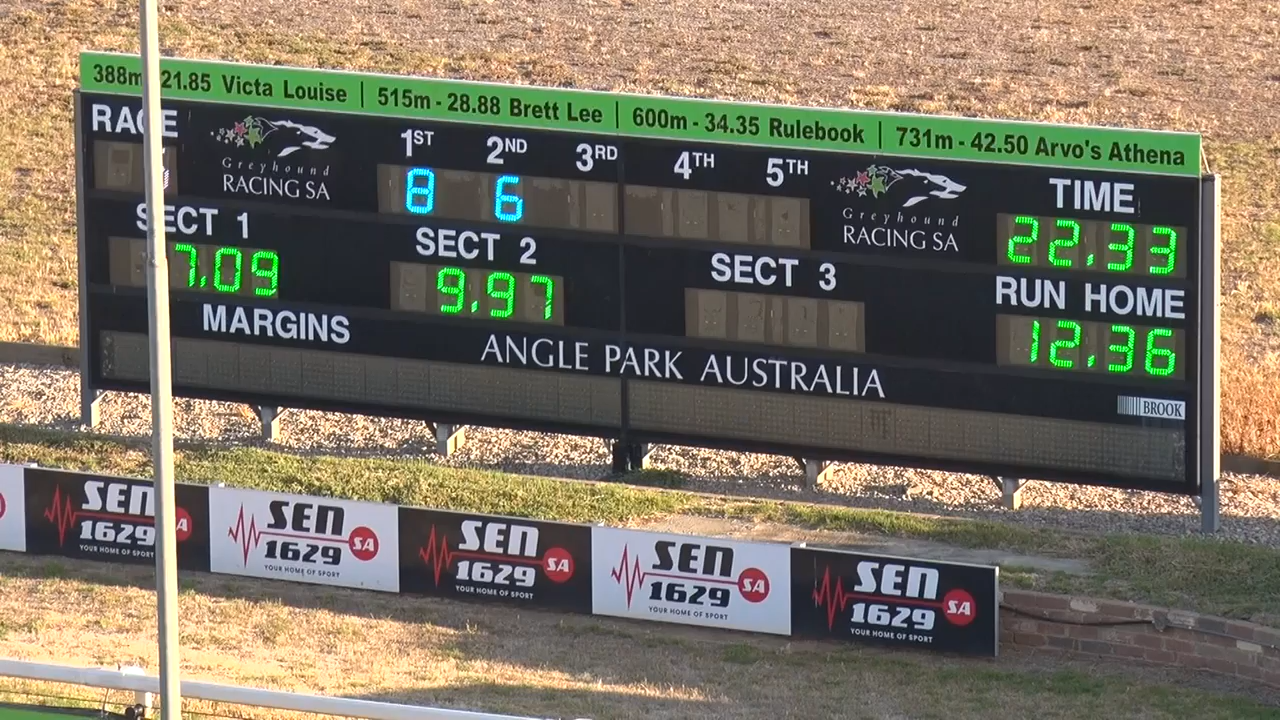 388m 21.85 Victa Louise | 515m - 28.88 Brett Lee | 600m - 34.35 Rulebook | 731m - 42.50 Arvo's Athena
RACE
Greyhound
RACING SA
1ST 2ND 3RD 4TH 5TH
8 6
Greyhound
RACING SA
TIME
22.33
SECT 1
7.09
SECT 2
9.97
SECT 3
RUN HOME
12.36
MARGINS
ANGLE PARK AUSTRALIA
BROOK
SEN
1629 SA
YOUR HOME OF SPORT
SEN
1629 SA
YOUR HOME OF SPORT
SEN
1629 SA
YOUR HOME OF SPORT
SEN
1629 SA
YOUR HOME OF SPORT
SEN
1629 SA
YOUR HOME OF SPORT